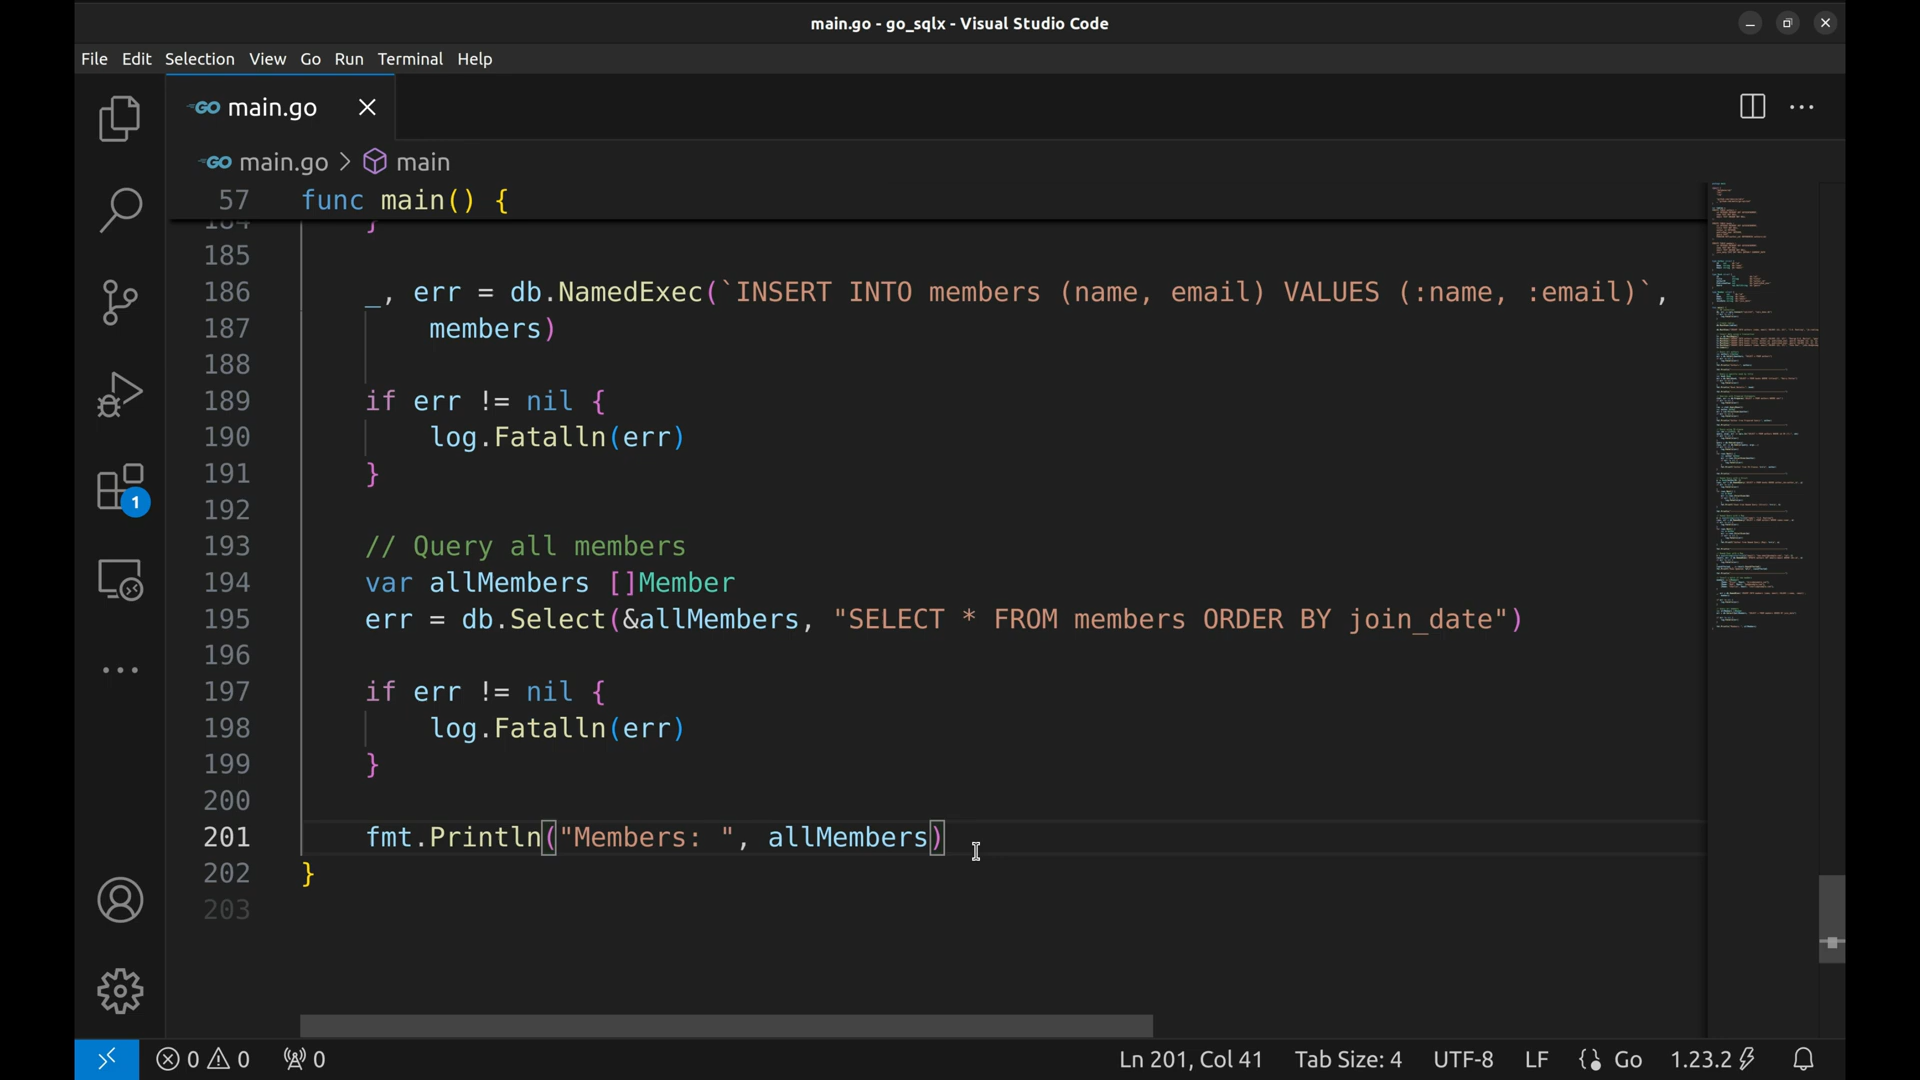 main.go - go_sqlx - Visual Studio Code
File Edit Selection View Go Run Terminal Help
GO main.go
GO main.go > main
57 func main() {
184 }
185
186 _, err = db.NamedExec(`INSERT INTO members (name, email) VALUES (:name, :email)`,
187 members)
188
189 if err != nil {
190 log.Fatalln(err)
191 }
192
193 // Query all members
194 var allMembers []Member
195 err = db.Select(&allMembers, "SELECT * FROM members ORDER BY join_date")
196
197 if err != nil {
198 log.Fatalln(err)
199 }
200
201 fmt.Println("Members: ", allMembers)
202 }
203
1
0 0 0 Ln 201, Col 41 Tab Size: 4 UTF-8 LF Go 1.23.2